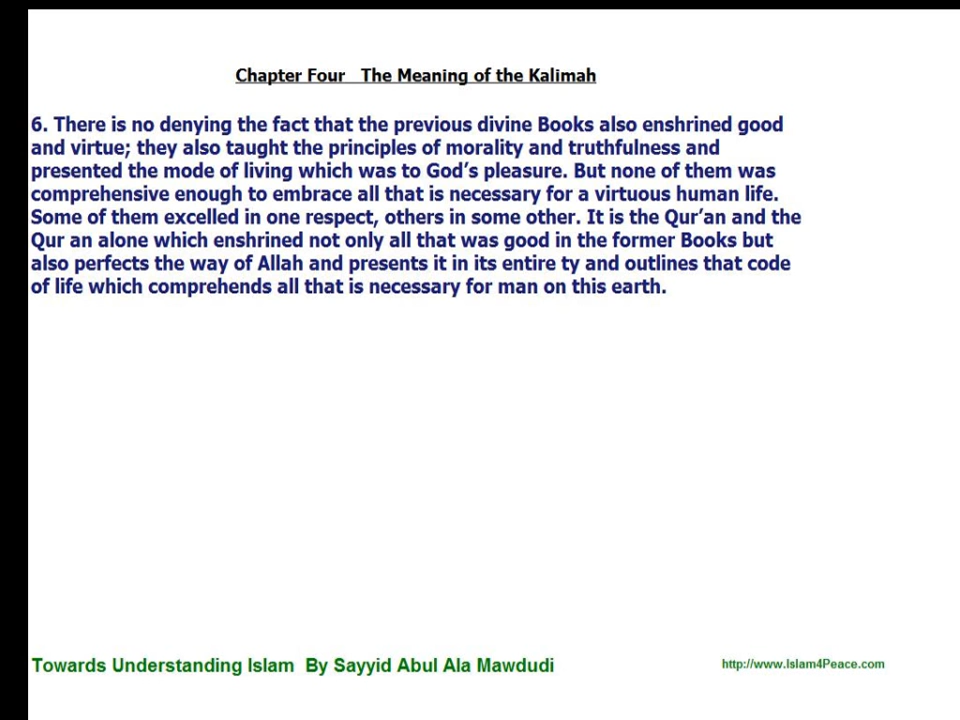 Chapter Four   The Meaning of the Kalimah
6. There is no denying the fact that the previous divine Books also enshrined good
and virtue; they also taught the principles of morality and truthfulness and
presented the mode of living which was to God’s pleasure. But none of them was
comprehensive enough to embrace all that is necessary for a virtuous human life.
Some of them excelled in one respect, others in some other. It is the Qur’an and the
Qur an alone which enshrined not only all that was good in the former Books but
also perfects the way of Allah and presents it in its entire ty and outlines that code
of life which comprehends all that is necessary for man on this earth.
Towards Understanding Islam  By Sayyid Abul Ala Mawdudi
http://www.Islam4Peace.com